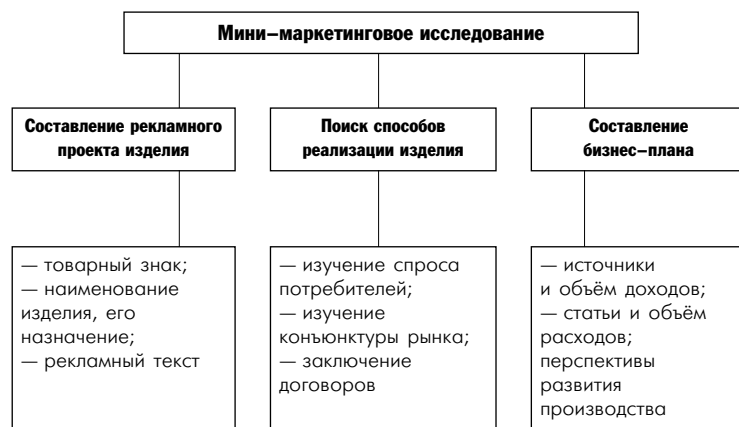 Мини–маркетинговое исследование
Составление рекламного
проекта изделия
Поиск способов
реализации изделия
Составление
бизнес–плана
— товарный знак;
— наименование
изделия, его
назначение;
— рекламный текст
— изучение спроса
потребителей;
— изучение
конъюнктуры рынка;
— заключение
договоров
— источники
и объём доходов;
— статьи и объём
расходов;
перспективы
развития
производства